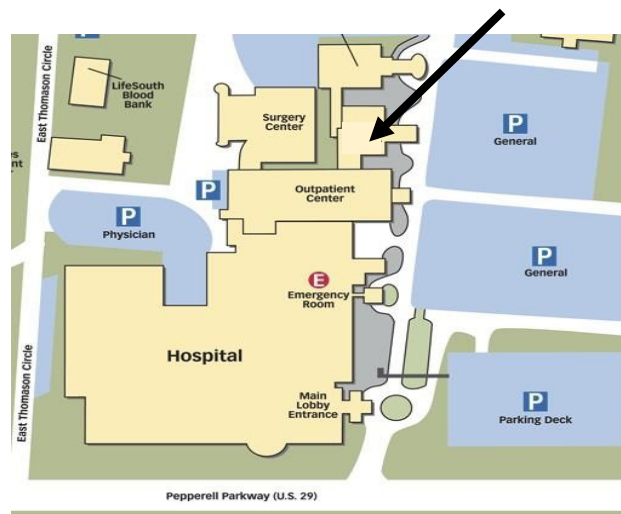 P
East Thomason Circle
LifeSouth
Blood
Bank
Surgery
Center
P
General
s
nt
P
Outpatient
Center
P
Physician
P
General
E
Emergency
Room
Hospital
East Thomason Circle
Main
Lobby
Entrance
P
Parking Deck
Pepperell Parkway (U.S. 29)